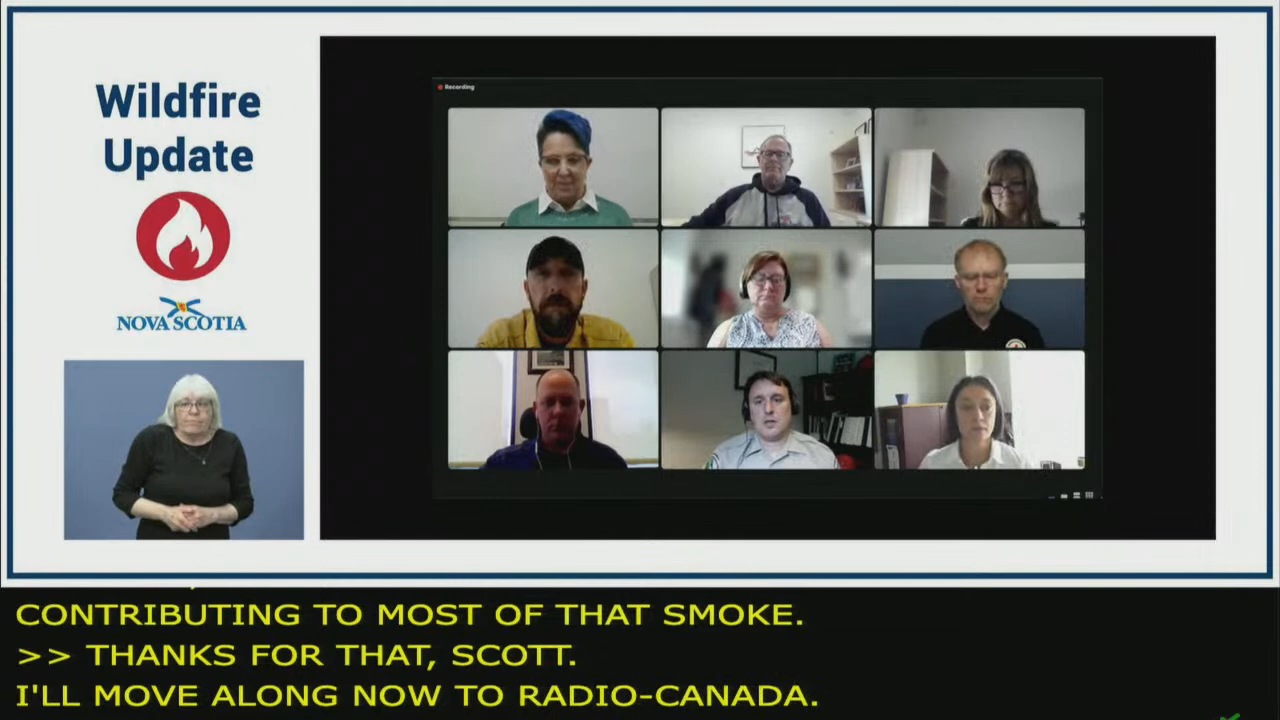 Wildfire
Update
NOVA SCOTIA
Recording
CONTRIBUTING TO MOST OF THAT SMOKE.
>> THANKS FOR THAT, SCOTT.
I'LL MOVE ALONG NOW TO RADIO-CANADA.